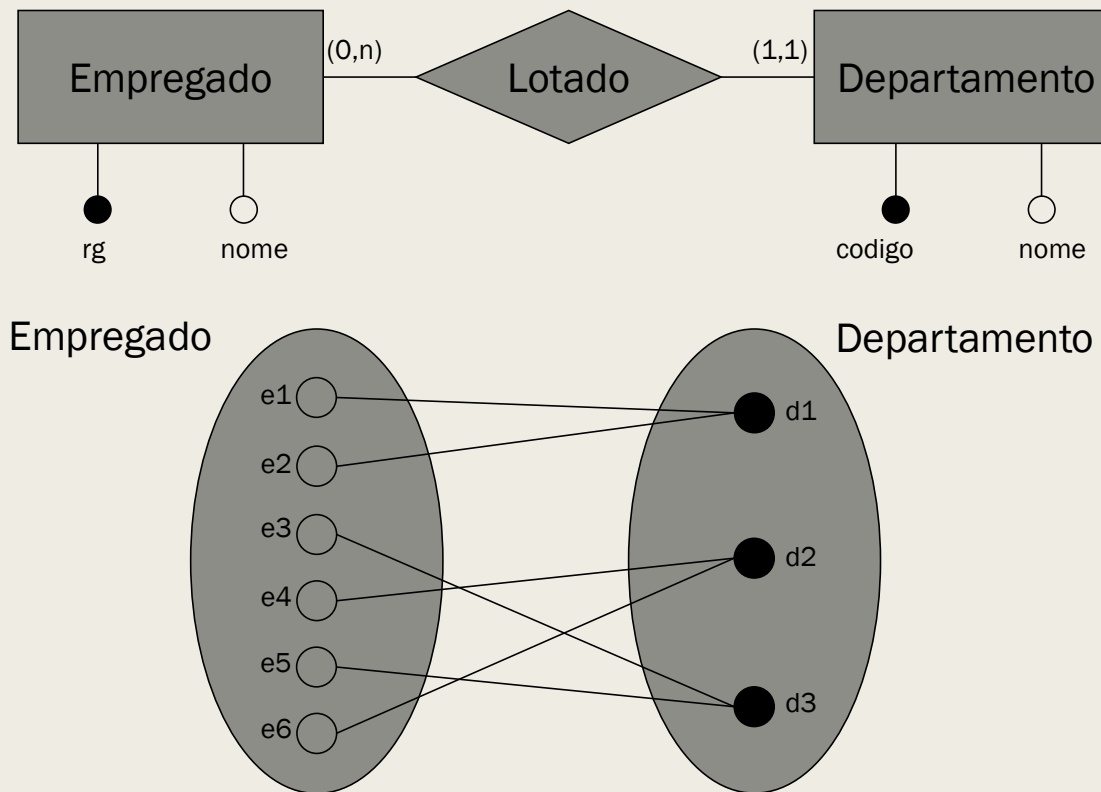 (0,n) (1,1)
Empregado Lotado Departamento
rg nome codigo nome
Empregado Departamento
e1 d1
e2
e3
e4 d2
e5
e6 d3